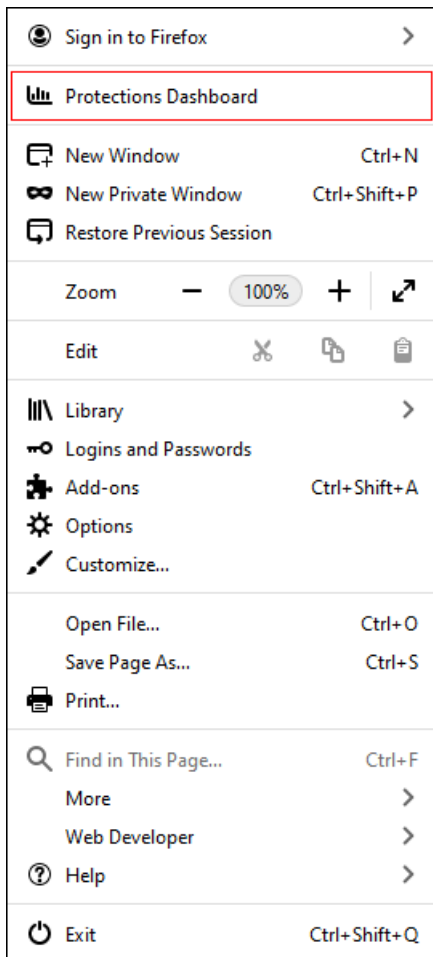 Sign in to Firefox
Protections Dashboard
New Window Ctrl+N
New Private Window Ctrl+Shift+P
Restore Previous Session
Zoom 100%
Edit
Library
Logins and Passwords
Add-ons Ctrl+Shift+A
Options
Customize...
Open File... Ctrl+O
Save Page As... Ctrl+S
Print...
Find in This Page... Ctrl+F
More
Web Developer
Help
Exit Ctrl+Shift+Q